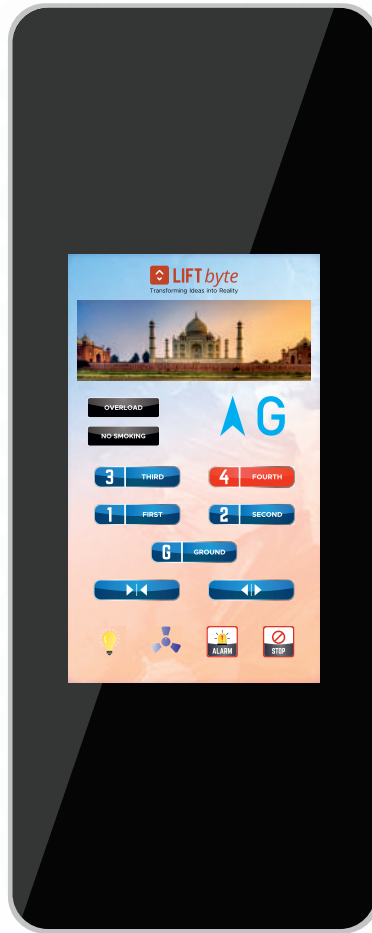 LIFT byte
Transforming Ideas into Reality
OVERLOAD
NO SMOKING
G
3 THIRD
4 FOURTH
1 FIRST
2 SECOND
G GROUND
ALARM
STOP